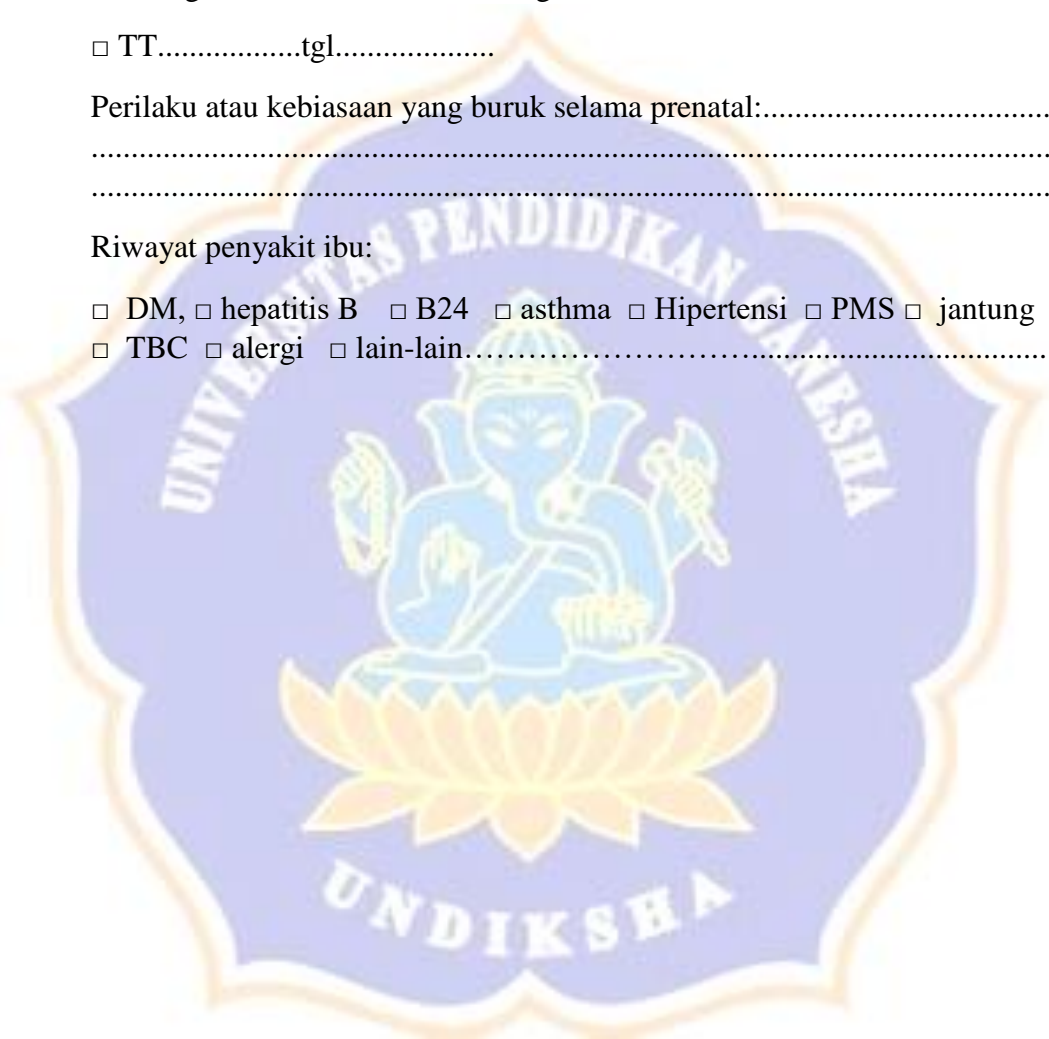 □ TT..................tgl....................
Perilaku atau kebiasaan yang buruk selama prenatal:....................................
........................................................................................................................
........................................................................................................................
Riwayat penyakit ibu:
□ DM, □ hepatitis B □ B24 □ asthma □ Hipertensi □ PMS □ jantung
□ TBC □ alergi □ lain-lain………………………......................................
UNIVERSITAS PENDIDIKAN GANESHA
UNDIKSHA